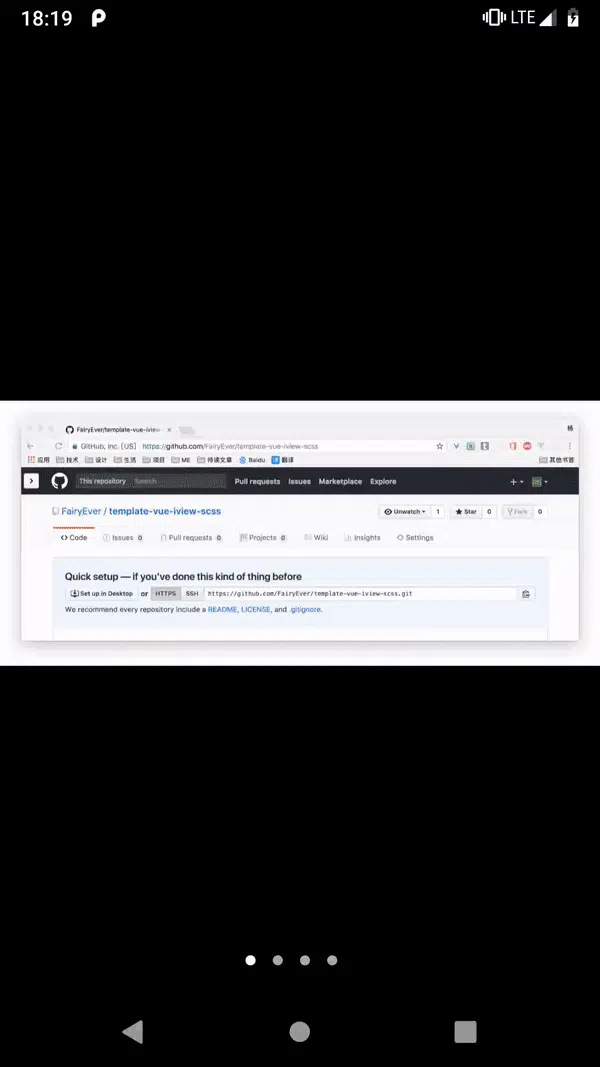 18:19 LTE
FairyEver/template-vue-iview-
杨
GitHub, Inc. [US] https://github.com/FairyEver/template-vue-iview-scss
应用 技术 设计 生活 项目 ME 待读文章 Baidu 翻译 其他书签
This repository Search Pull requests Issues Marketplace Explore
FairyEver / template-vue-iview-scss Unwatch 1 Star 0 Fork 0
Code Issues 0 Pull requests 0 Projects 0 Wiki Insights Settings
Quick setup — if you've done this kind of thing before
Set up in Desktop or HTTPS SSH https://github.com/FairyEver/template-vue-iview-scss.git
We recommend every repository include a README, LICENSE, and .gitignore.